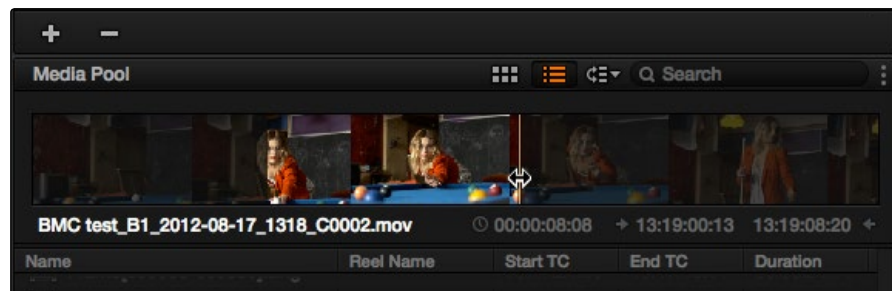 Media Pool
Search
BMC test_B1_2012-08-17_1318_C0002.mov 00:00:08:08 13:19:00:13 13:19:08:20
Name Reel Name Start TC End TC Duration